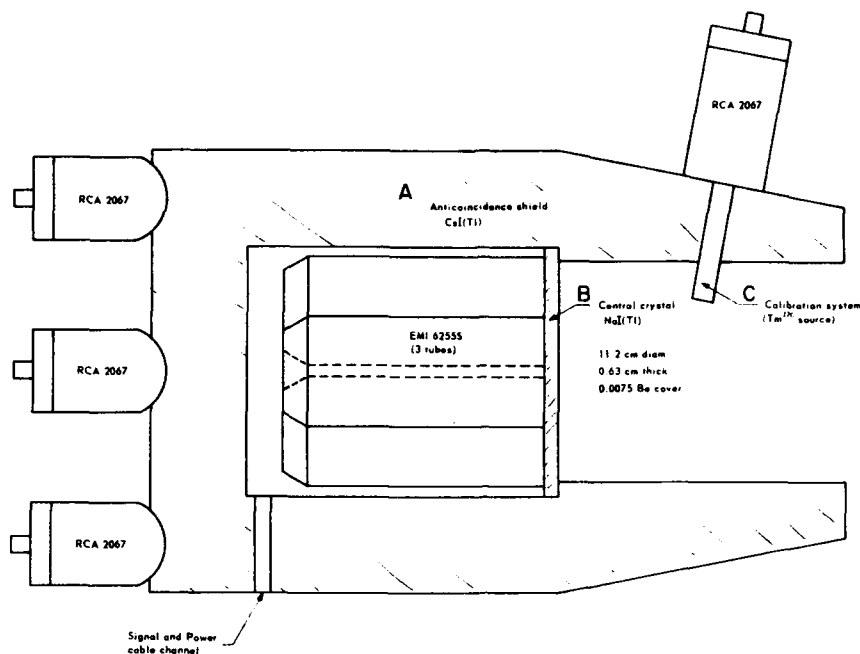 RCA 2067
RCA 2067
A
Anticoincidence shield
CsI(Tl)
B
Central crystal
NaI(Tl)
C
Calibration system
(Tm¹⁷¹ source)
EMI 6255S
(3 tubes)
11.2 cm diam
0.63 cm thick
0.0075 Be cover
RCA 2067
RCA 2067
Signal and Power
cable channel